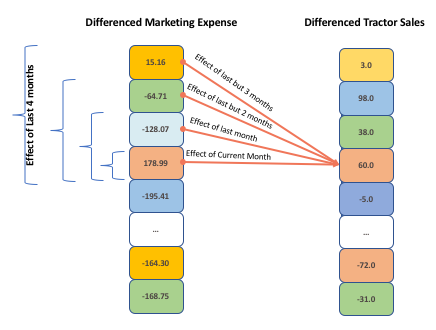 Differenced Marketing Expense
Differenced Tractor Sales
Effect of Last 4 months
15.16
-64.71
-128.07
178.99
-195.41
...
-164.30
-168.75
Effect of last but 3 months
Effect of last but 2 months
Effect of last month
Effect of Current Month
3.0
98.0
38.0
60.0
-5.0
...
-72.0
-31.0